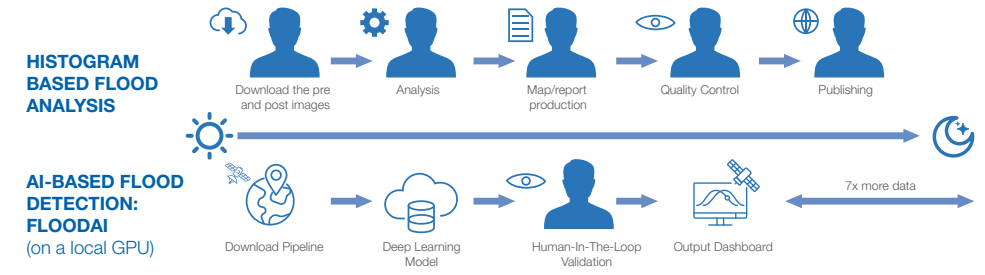 HISTOGRAM
BASED FLOOD
ANALYSIS
Download the pre
and post images
Analysis
Map/report
production
Quality Control
Publishing
AI-BASED FLOOD
DETECTION:
FLOODAI
(on a local GPU)
Download Pipeline
Deep Learning
Model
Human-In-The-Loop
Validation
Output Dashboard
7x more data